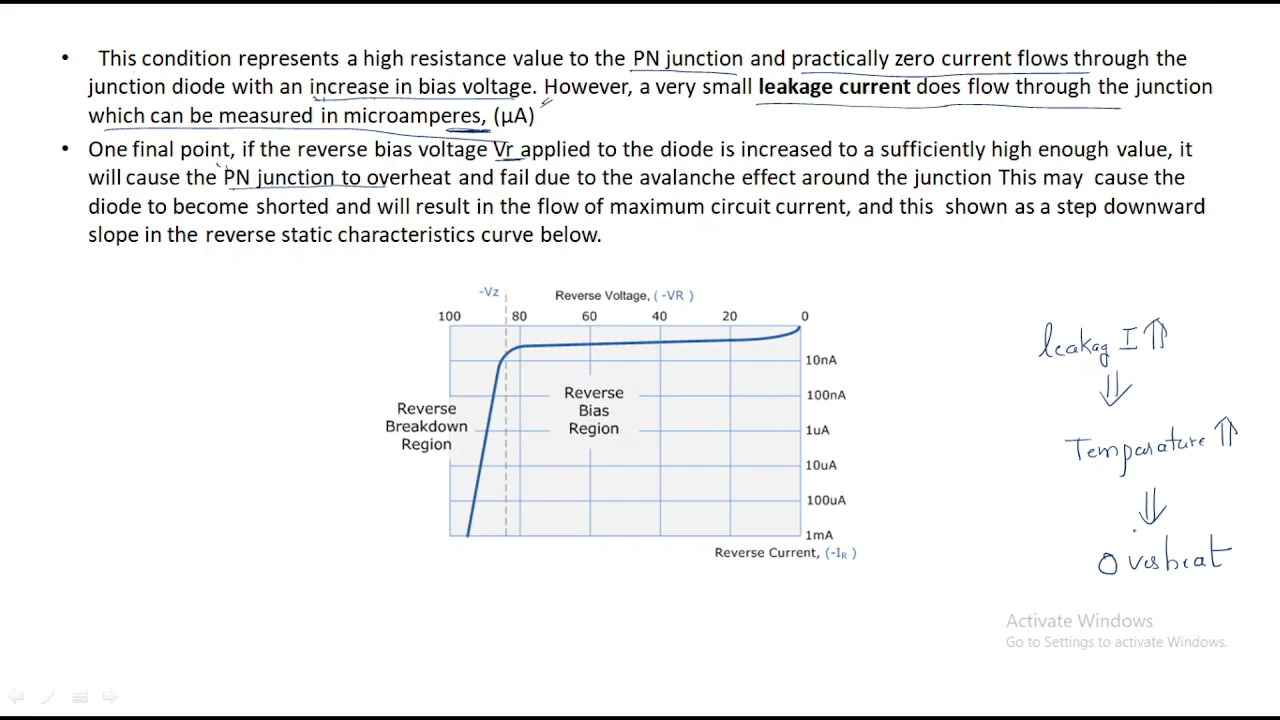 • This condition represents a high resistance value to the PN junction and practically zero current flows through the
junction diode with an increase in bias voltage. However, a very small leakage current does flow through the junction
which can be measured in microamperes, (μA)
• One final point, if the reverse bias voltage Vr applied to the diode is increased to a sufficiently high enough value, it
will cause the PN junction to overheat and fail due to the avalanche effect around the junction This may cause the
diode to become shorted and will result in the flow of maximum circuit current, and this shown as a step downward
slope in the reverse static characteristics curve below.
-Vz
Reverse Voltage, (-VR )
100 80 60 40 20 0
10nA
100nA
1uA
10uA
100uA
1mA
Reverse
Breakdown
Region
Reverse
Bias
Region
Reverse Current, (-IR )
leakag I ⇑
⇓
Temparature ⇑
⇓
Overheat
Activate Windows
Go to Settings to activate Windows.